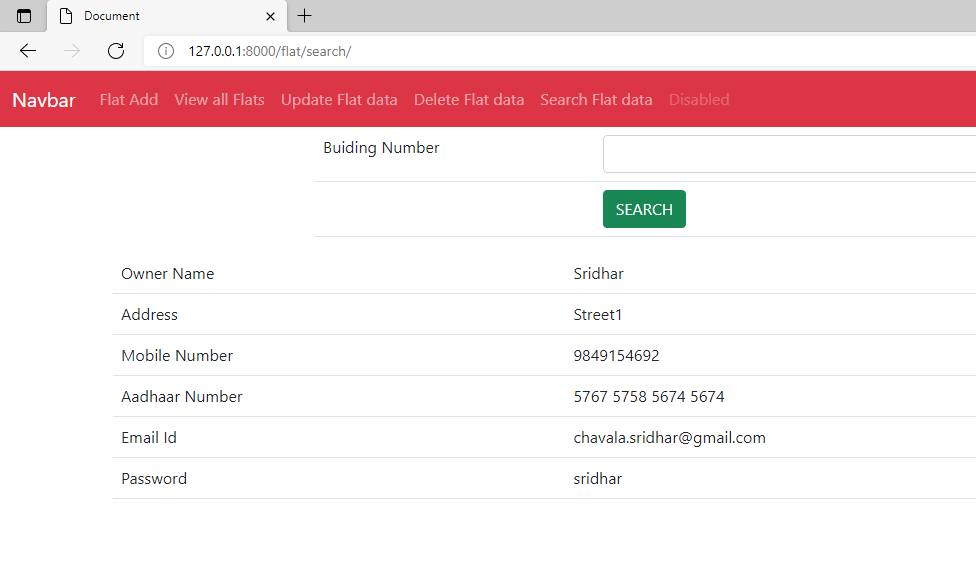 Document
127.0.0.1:8000/flat/search/
Navbar Flat Add View all Flats Update Flat data Delete Flat data Search Flat data Disabled
Buiding Number
SEARCH
Owner Name Sridhar
Address Street1
Mobile Number 9849154692
Aadhaar Number 5767 5758 5674 5674
Email Id chavala.sridhar@gmail.com
Password sridhar